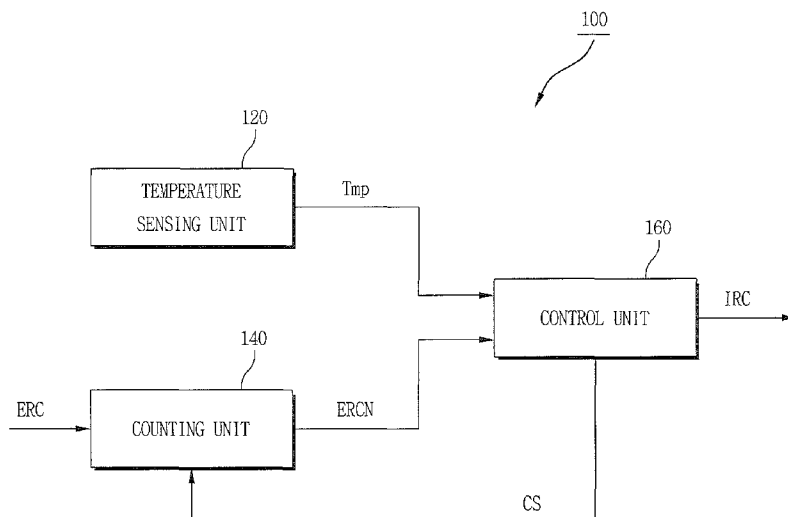 100
120
TEMPERATURE
SENSING UNIT
Tmp
160
CONTROL UNIT
IRC
140
ERC
COUNTING UNIT
ERCN
CS